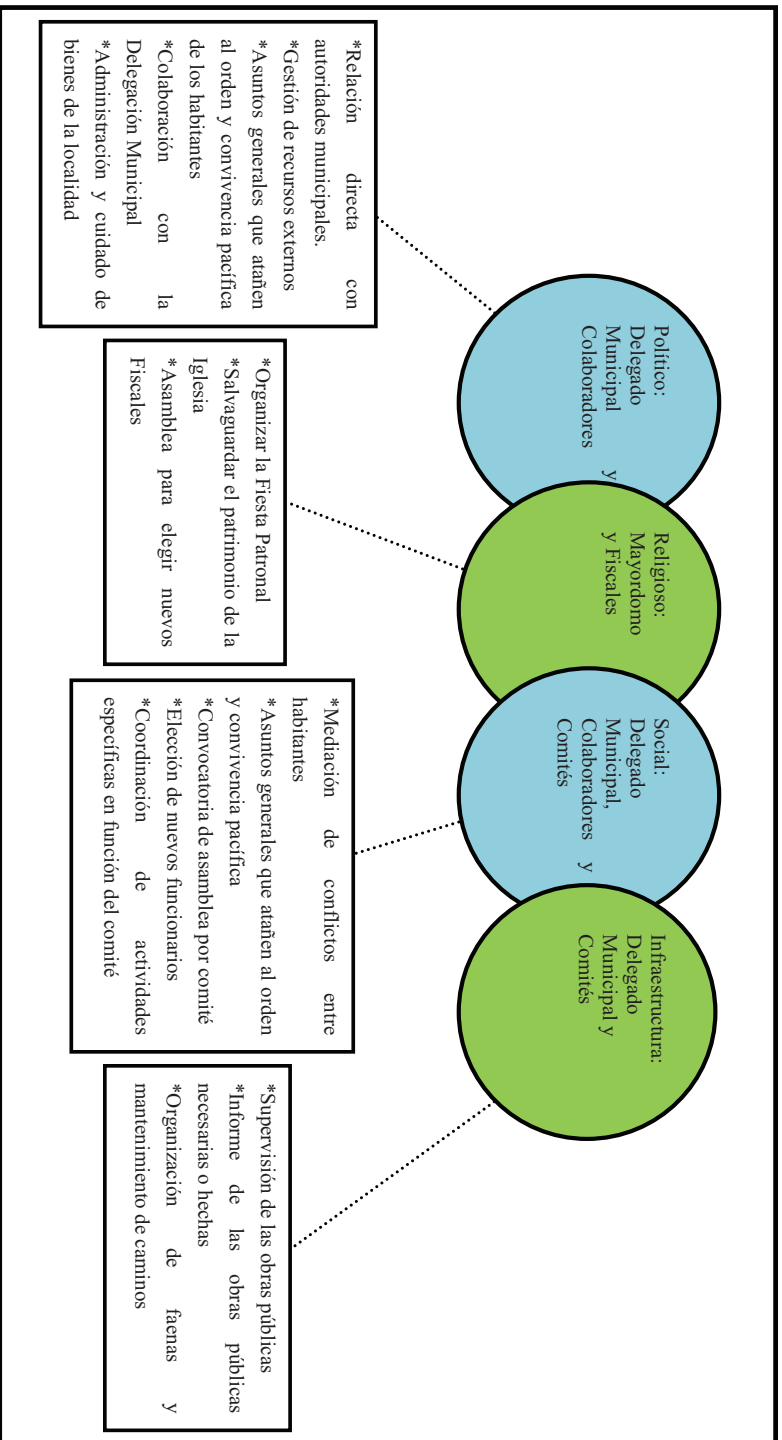 Político:
Delegado
Municipal y
Colaboradores
Religioso:
Mayordomo
y Fiscales
Social:
Delegado
Municipal,
Colaboradores y
Comités
Infraestructura:
Delegado
Municipal y
Comités
*Relación directa con
autoridades municipales.
*Gestión de recursos externos
*Asuntos generales que atañen
al orden y convivencia pacífica
de los habitantes
*Colaboración con la
Delegación Municipal
*Administración y cuidado de
bienes de la localidad
*Organizar la Fiesta Patronal
*Salvaguardar el patrimonio de la
Iglesia
*Asamblea para elegir nuevos
Fiscales
*Mediación de conflictos entre
habitantes
*Asuntos generales que atañen al orden
y convivencia pacífica
*Convocatoria de asamblea por comité
*Elección de nuevos funcionarios
*Coordinación de actividades
específicas en función del comité
*Supervisión de las obras públicas
*Informe de las obras públicas
necesarias o hechas
*Organización de faenas y
mantenimiento de caminos